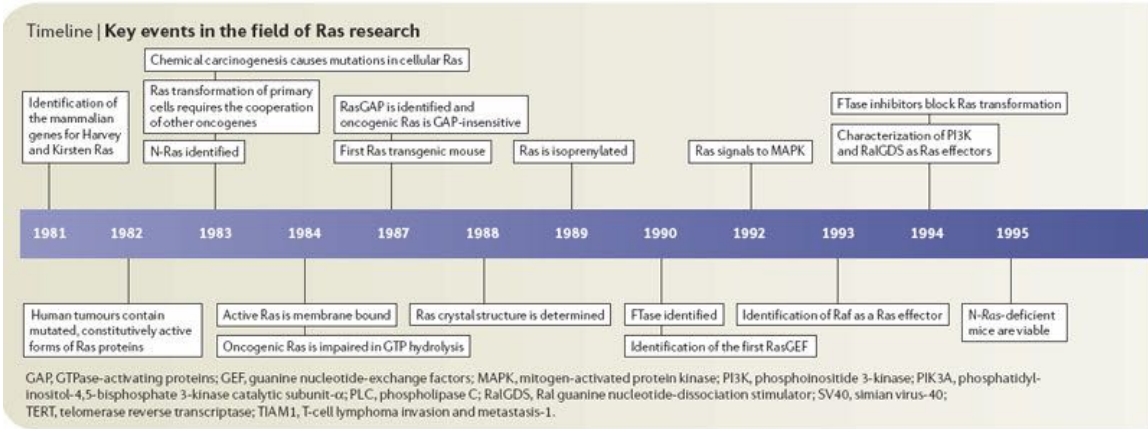 Timeline | Key events in the field of Ras research
Chemical carcinogenesis causes mutations in cellular Ras
Identification of
the mammalian
genes for Harvey
and Kirsten Ras
Ras transformation of primary
cells requires the cooperation
of other oncogenes
N-Ras identified
RasGAP is identified and
oncogenic Ras is GAP-insensitive
First Ras transgenic mouse
Ras is isoprenylated
Ras signals to MAPK
FTase inhibitors block Ras transformation
Characterization of PI3K
and RalGDS as Ras effectors
1981 1982 1983 1984 1987 1988 1989 1990 1992 1993 1994 1995
Human tumours contain
mutated, constitutively active
forms of Ras proteins
Active Ras is membrane bound
Oncogenic Ras is impaired in GTP hydrolysis
Ras crystal structure is determined
FTase identified
Identification of the first RasGEF
Identification of Raf as a Ras effector
N-Ras-deficient
mice are viable
GAP, GTPase-activating proteins; GEF, guanine nucleotide-exchange factors; MAPK, mitogen-activated protein kinase; PI3K, phosphoinositide 3-kinase; PIK3A, phosphatidyl-
inositol-4,5-bisphosphate 3-kinase catalytic subunit-α; PLC, phospholipase C; RalGDS, Ral guanine nucleotide-dissociation stimulator; SV40, simian virus-40;
TERT, telomerase reverse transcriptase; TIAM1, T-cell lymphoma invasion and metastasis-1.